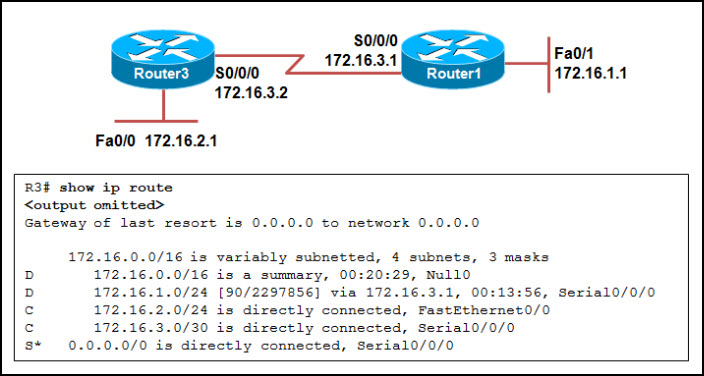 S0/0/0
172.16.3.1
Fa0/1
172.16.1.1
Router3
S0/0/0
172.16.3.2
Router1
Fa0/0 172.16.2.1
R3# show ip route
<output omitted>
Gateway of last resort is 0.0.0.0 to network 0.0.0.0
172.16.0.0/16 is variably subnetted, 4 subnets, 3 masks
D 172.16.0.0/16 is a summary, 00:20:29, Null0
D 172.16.1.0/24 [90/2297856] via 172.16.3.1, 00:13:56, Serial0/0/0
C 172.16.2.0/24 is directly connected, FastEthernet0/0
C 172.16.3.0/30 is directly connected, Serial0/0/0
S* 0.0.0.0/0 is directly connected, Serial0/0/0